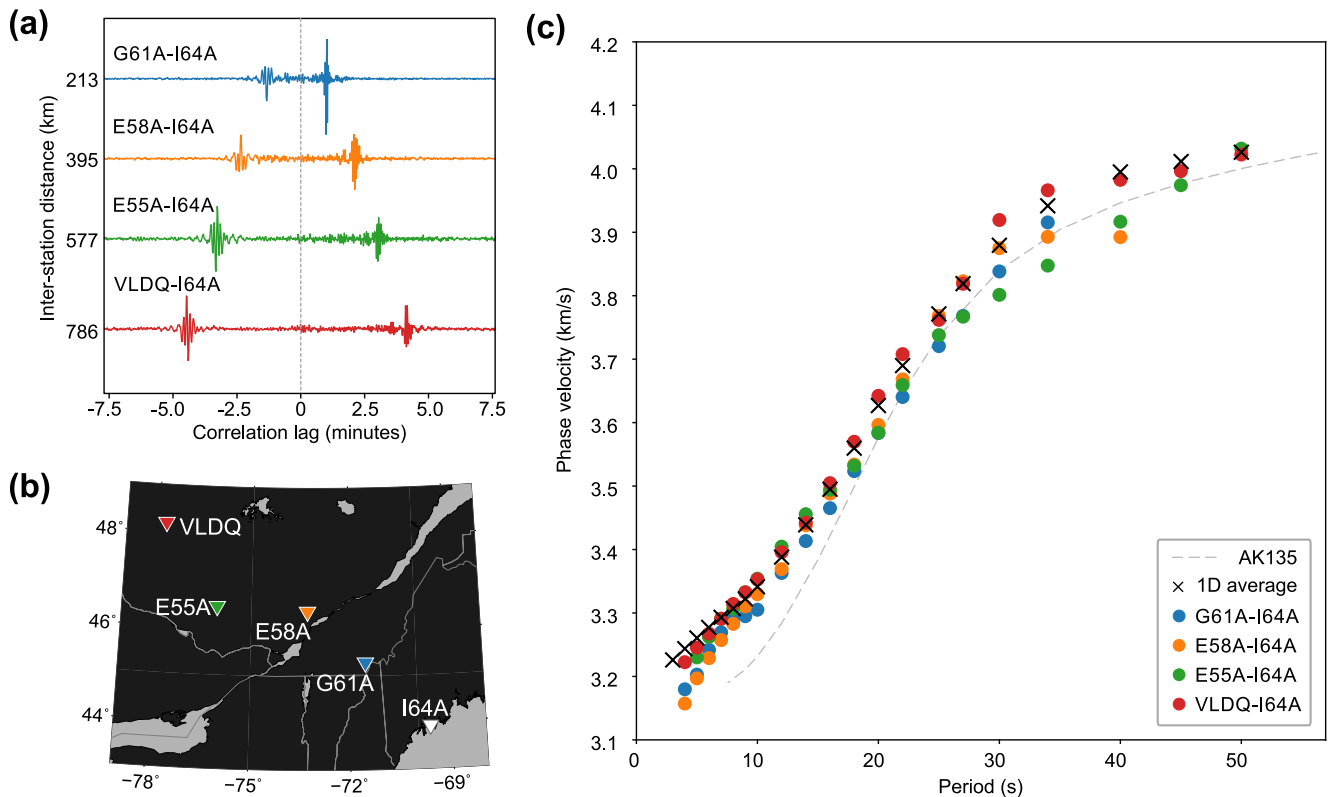 (a)
G61A-I64A
E58A-I64A
E55A-I64A
VLDQ-I64A
213
395
577
786
Inter-station distance (km)
−7.5 −5.0 −2.5 0 2.5 5.0 7.5
Correlation lag (minutes)
(b)
48°
46°
44°
VLDQ
E55A
E58A
G61A
I64A
−78° −75° −72° −69°
(c)
4.2
4.1
4.0
3.9
3.8
3.7
3.6
3.5
3.4
3.3
3.2
3.1
Phase velocity (km/s)
0 10 20 30 40 50
Period (s)
AK135
1D average
G61A-I64A
E58A-I64A
E55A-I64A
VLDQ-I64A